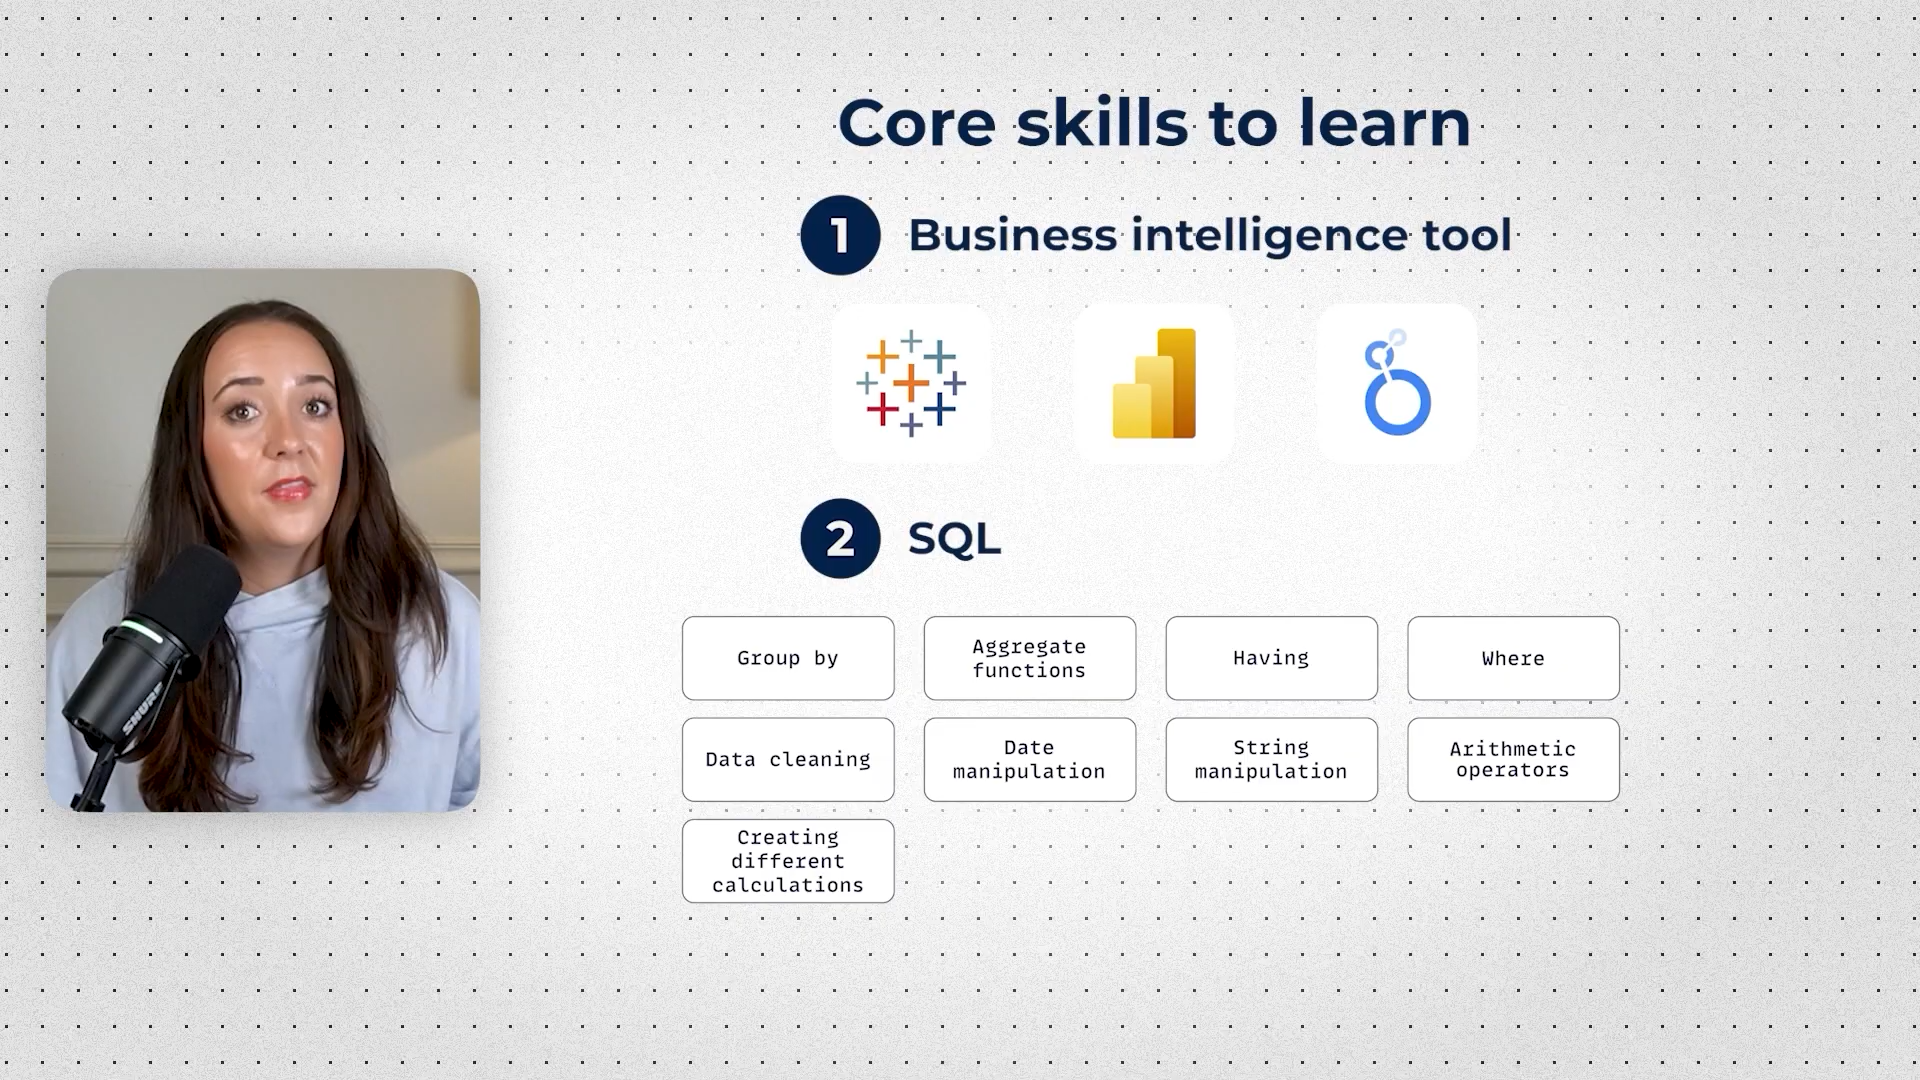 Core skills to learn
1 Business intelligence tool
2 SQL
Group by
Aggregate
functions
Having
Where
Data cleaning
Date
manipulation
String
manipulation
Arithmetic
operators
Creating
different
calculations
SHURE